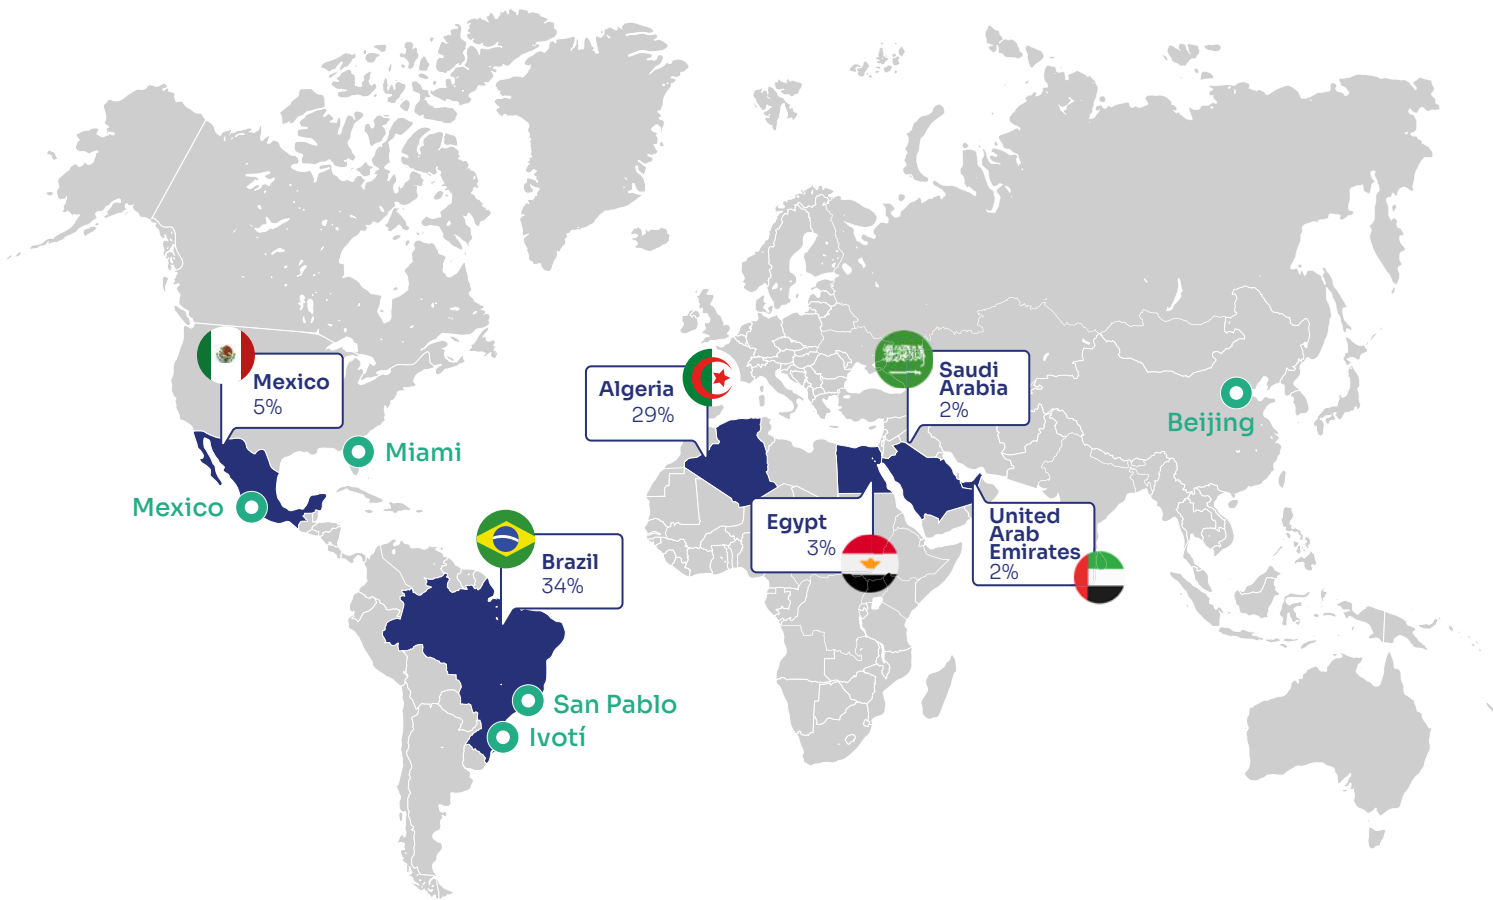 Mexico
5%
Algeria
29%
Saudi
Arabia
2%
Beijing
Miami
Mexico
Egypt
3%
United
Arab
Emirates
2%
Brazil
34%
San Pablo
Ivotí